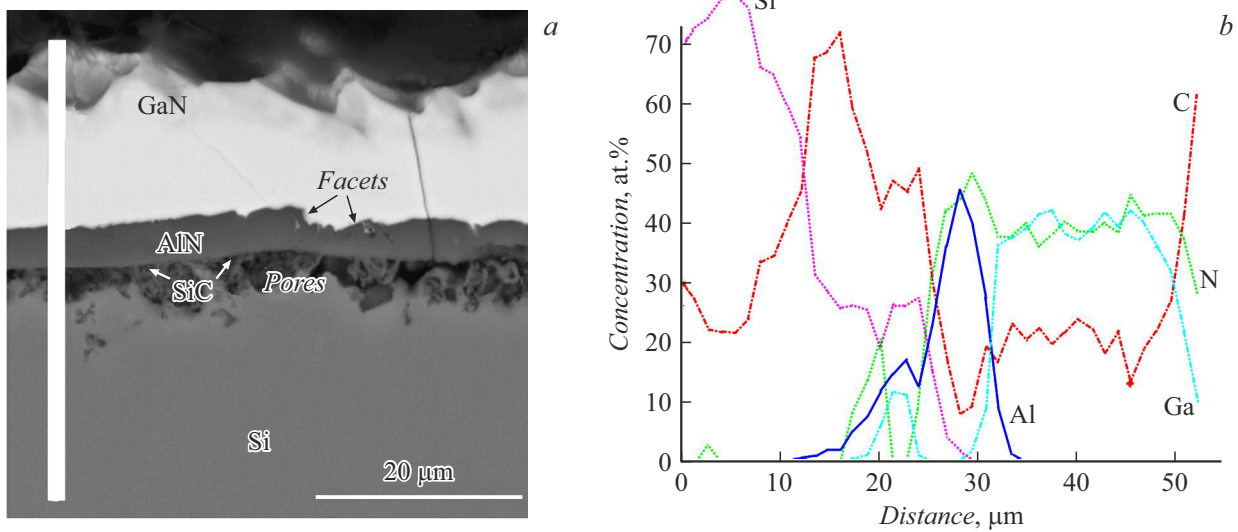 a
GaN
Facets
AlN
SiC
Pores
Si
20 μm
b
Si
70
60
50
40
30
20
10
0
C
N
Al
Ga
Concentration, at.%
0
10
20
30
40
50
Distance, μm